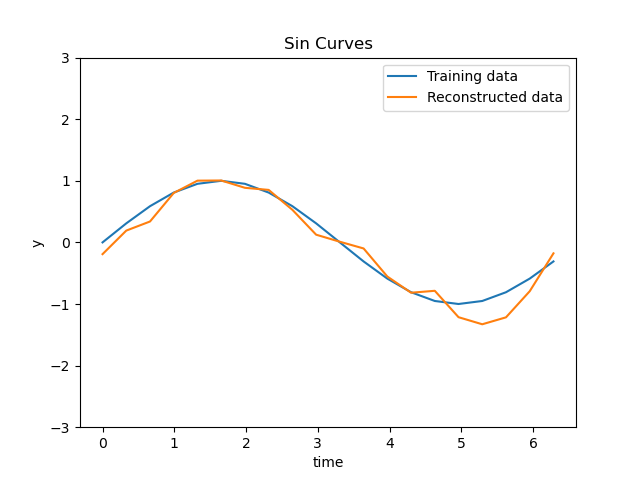 Sin Curves
Training data
Reconstructed data
3
2
1
0
−1
−2
−3
y
0 1 2 3 4 5 6
time